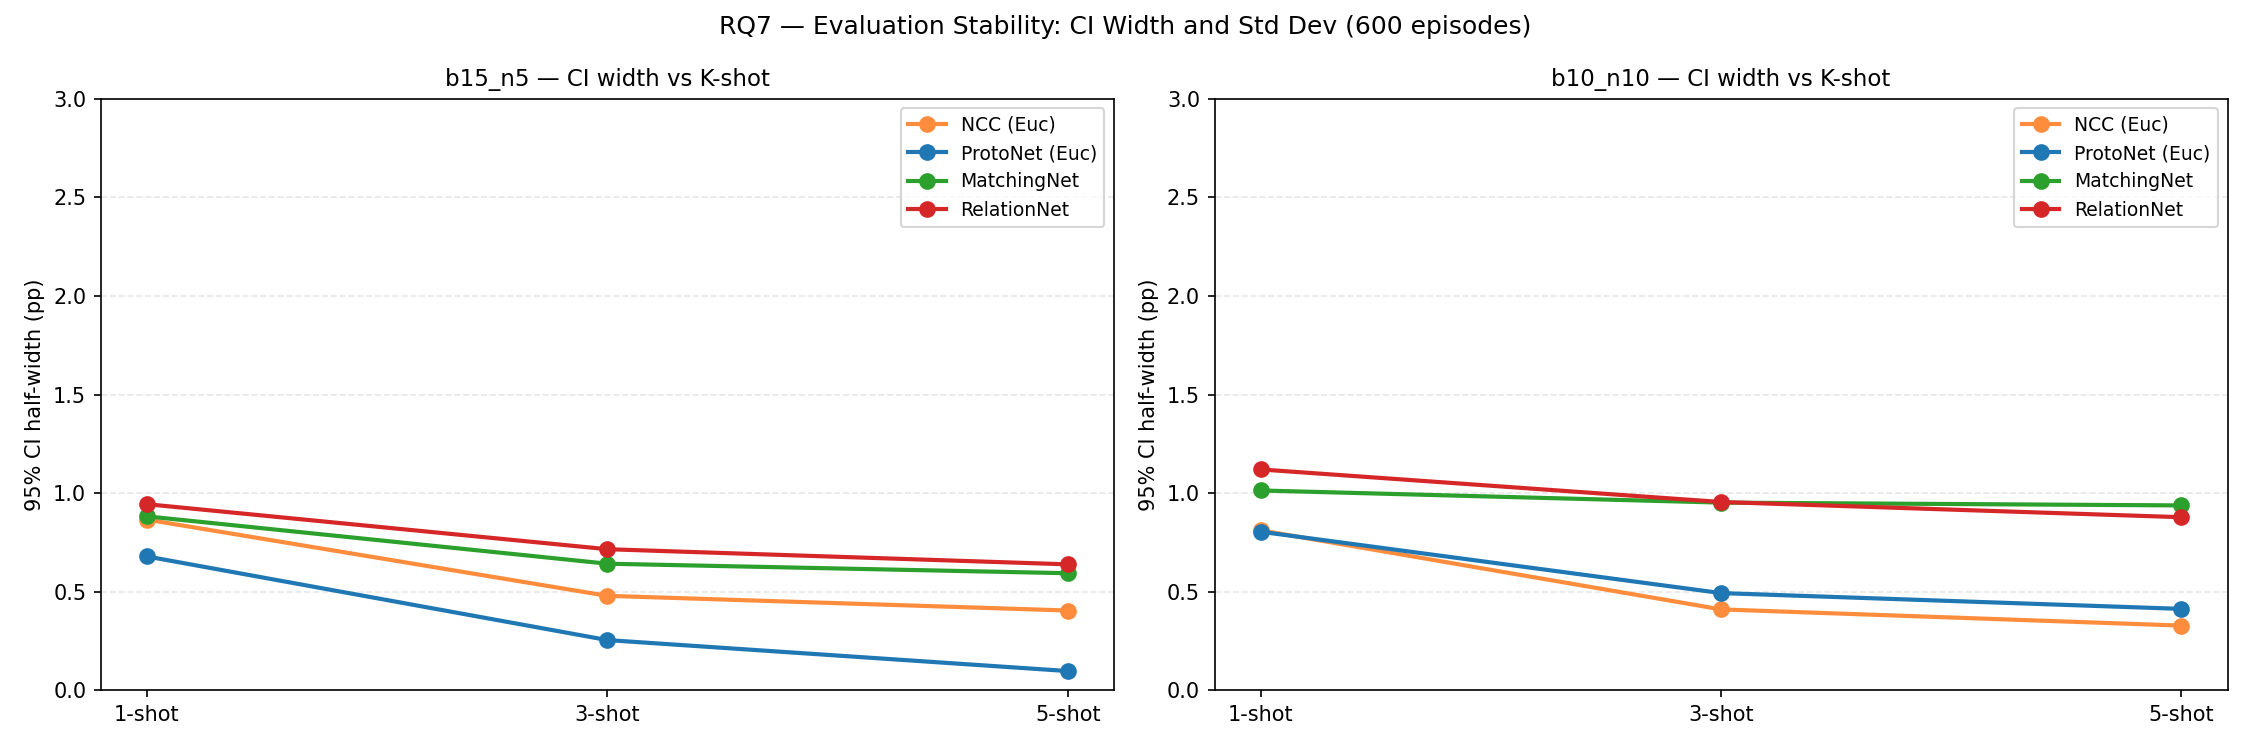 RQ7 — Evaluation Stability: CI Width and Std Dev (600 episodes)
b15_n5 — CI width vs K-shot
95% CI half-width (pp)
3.0
2.5
2.0
1.5
1.0
0.5
0.0
1-shot
3-shot
5-shot
NCC (Euc)
ProtoNet (Euc)
MatchingNet
RelationNet
b10_n10 — CI width vs K-shot
95% CI half-width (pp)
3.0
2.5
2.0
1.5
1.0
0.5
0.0
1-shot
3-shot
5-shot
NCC (Euc)
ProtoNet (Euc)
MatchingNet
RelationNet